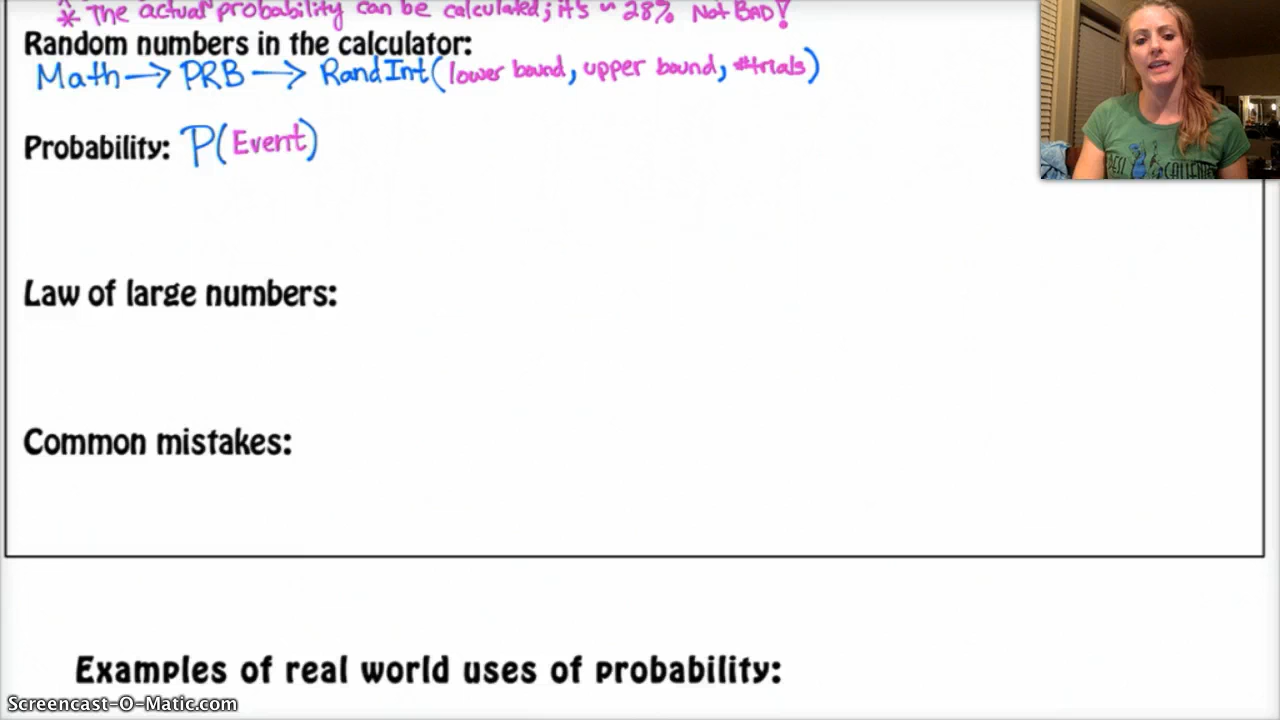 * The actual probability can be calculated; it's ~ 28% NOT BAD!
Random numbers in the calculator:
Math → PRB → RandInt(lower bound, upper bound, #trials)
Probability: P(Event)
Law of large numbers:
Common mistakes:
Examples of real world uses of probability:
Screencast-O-Matic.com